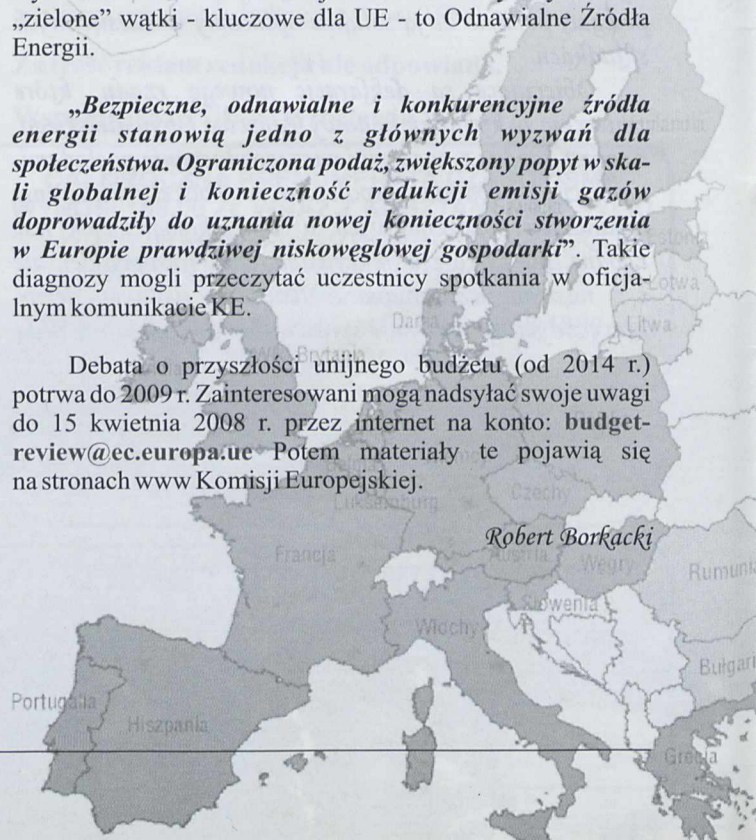 „zielone” wątki - kluczowe dla UE - to Odnawialne Źródła
Energii.
„Bezpieczne, odnawialne i konkurencyjne źródła
energii stanowią jedno z głównych wyzwań dla
społeczeństwa. Ograniczona podaż, zwiększony popyt w ska-
li globalnej i konieczność redukcji emisji gazów
doprowadziły do uznania nowej konieczności stworzenia
w Europie prawdziwej niskowęglowej gospodarki”. Takie
diagnozy mogli przeczytać uczestnicy spotkania w oficja-
lnym komunikacie KE.
Debata o przyszłości unijnego budżetu (od 2014 r.)
potrwa do 2009 r. Zainteresowani mogą nadsyłać swoje uwagi
do 15 kwietnia 2008 r. przez internet na konto: budget-
review@ec.europa.ue Potem materiały te pojawią się
na stronach www Komisji Europejskiej.
Robert Borkacki
Łotwa
Litwa
Dania
Luksemburg
Czechy
Francja
Austria
Węgry
Rumunia
Słowenia
Włochy
Bułgari
Portugalia
Hiszpania
Grecja